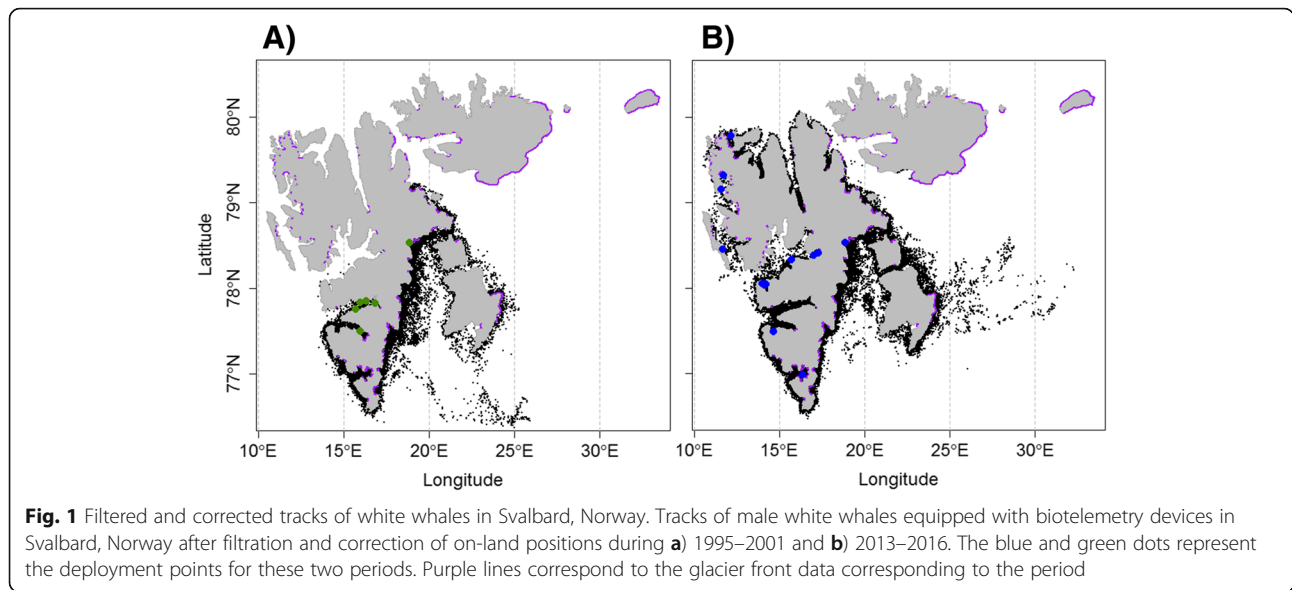 A)
B)
80°N
79°N
78°N
77°N
Latitude
10°E 15°E 20°E 25°E 30°E
10°E 15°E 20°E 25°E 30°E
Longitude
Longitude
Fig. 1 Filtered and corrected tracks of white whales in Svalbard, Norway. Tracks of male white whales equipped with biotelemetry devices in
Svalbard, Norway after filtration and correction of on-land positions during a) 1995–2001 and b) 2013–2016. The blue and green dots represent
the deployment points for these two periods. Purple lines correspond to the glacier front data corresponding to the period